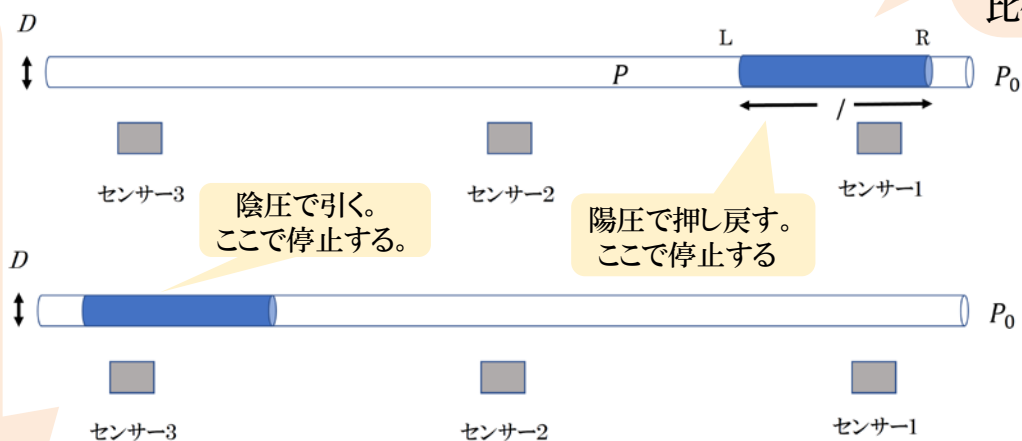 比
D
L
R
P
P₀
l
センサー3
センサー2
センサー1
陰圧で引く。
ここで停止する。
陽圧で押し戻す。
ここで停止する
D
P₀
センサー3
センサー2
センサー1